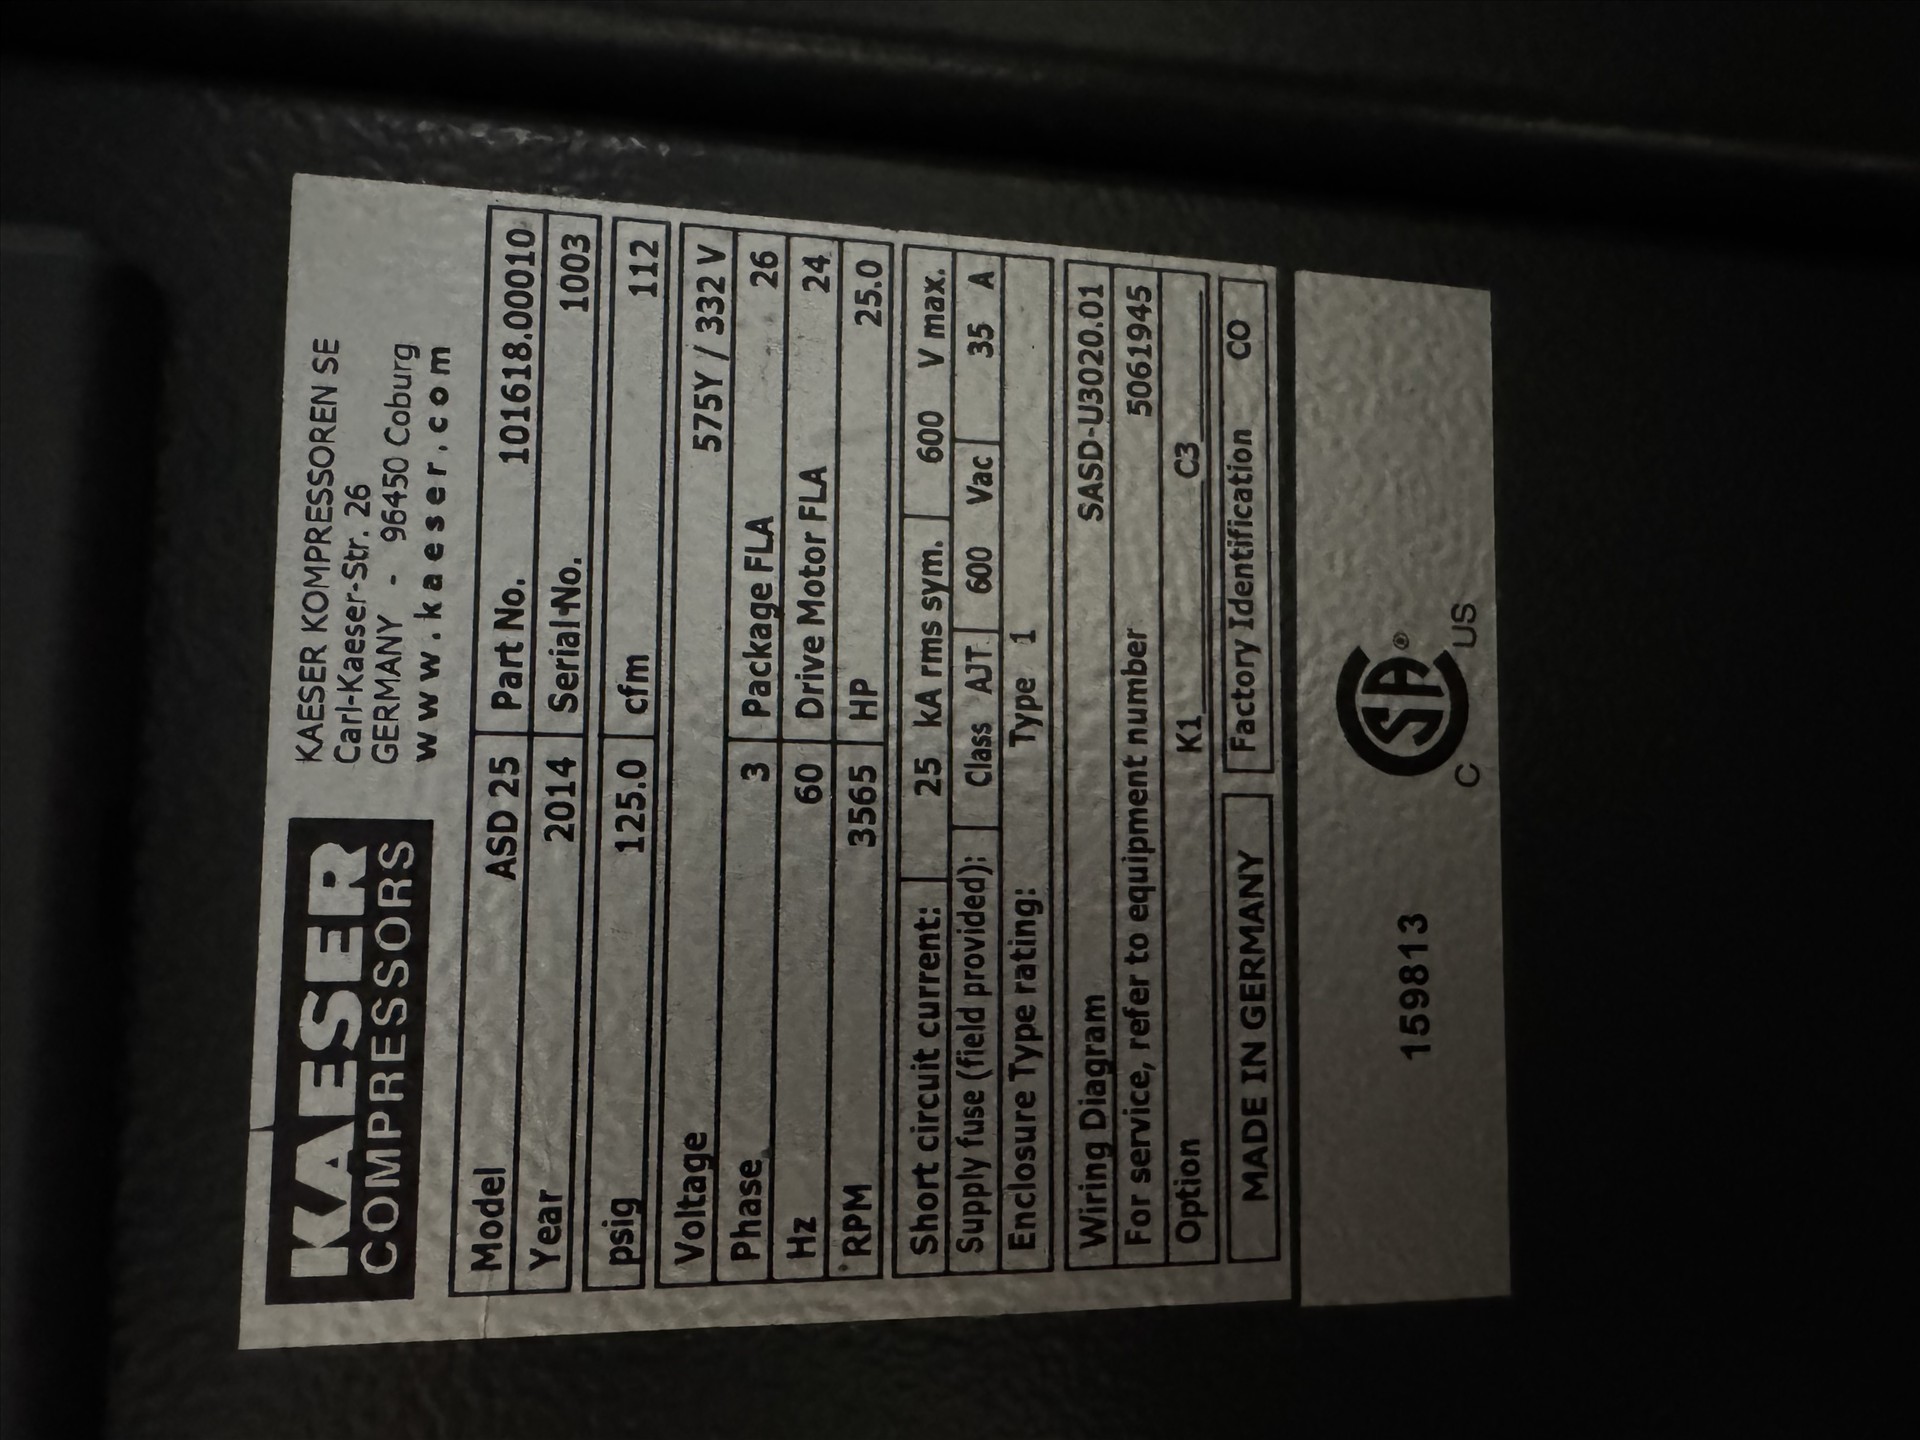 KAESER COMPRESSORS
KAESER KOMPRESSOREN SE
Carl-Kaeser-Str. 26
GERMANY - 96450 Coburg
www.kaeser.com
Model ASD 25 Part No. 101618.00010
Year 2014 Serial No. 1003
psig 125.0 cfm 112
Voltage 575Y / 332 V
Phase 3 Package FLA 26
Hz 60 Drive Motor FLA 24
RPM 3565 HP 25.0
Short circuit current: 25 kA rms sym. 600 V max.
Supply fuse (field provided): Class AJT 600 Vac 35 A
Enclosure Type rating: Type 1
Wiring Diagram SASD-U3020.01
For service, refer to equipment number 5061945
Option K1 C3
MADE IN GERMANY Factory Identification CO
159813 C SA® US